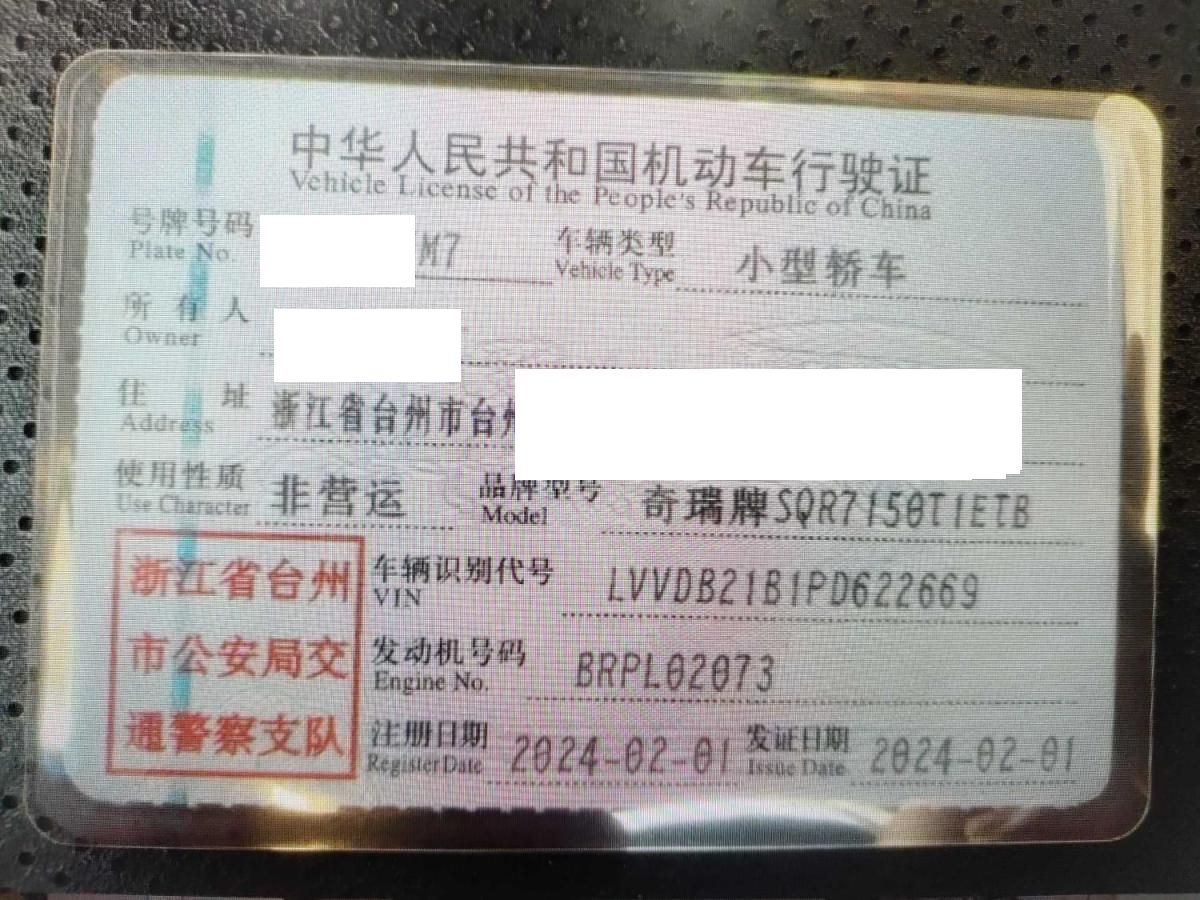 中华人民共和国机动车行驶证
Vehicle License of the People's Republic of China
号牌号码 M7 车辆类型 小型轿车
Plate No. Vehicle Type
所有人
Owner
住址 浙江省台州市台州
Address
使用性质 非营运 品牌型号 奇瑞牌SQR7150T1ETB
Use Character Model
浙江省台州
市公安局交
通警察支队
车辆识别代号 LVVDB21B1PD622669
VIN
发动机号码 BRPL02073
Engine No.
注册日期 2024-02-01 发证日期 2024-02-01
Register Date Issue Date